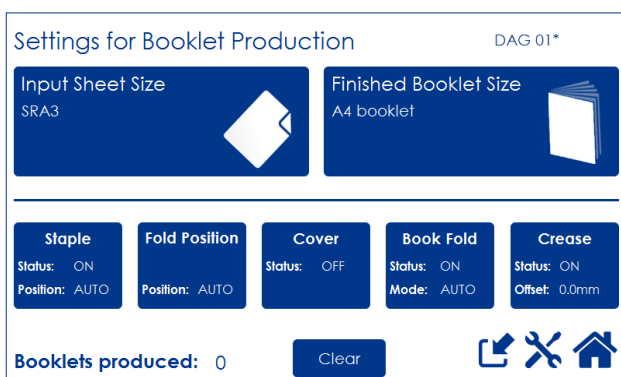 Settings for Booklet Production
DAG 01*
Input Sheet Size
SRA3
Finished Booklet Size
A4 booklet
Staple
Status: ON
Position: AUTO
Fold Position
Position: AUTO
Cover
Status: OFF
Book Fold
Status: ON
Mode: AUTO
Crease
Status: ON
Offset: 0.0mm
Booklets produced: 0
Clear